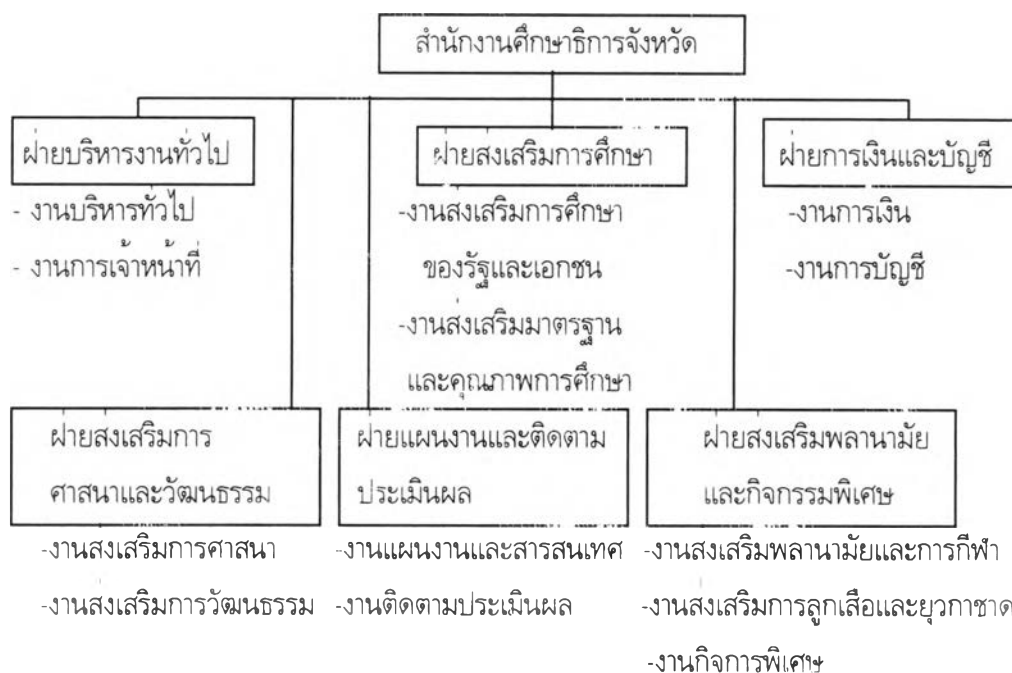 สำนักงานศึกษาธิการจังหวัด
ฝ่ายบริหารงานทั่วไป
- งานบริหารทั่วไป
- งานการเจ้าหน้าที่
ฝ่ายส่งเสริมการศึกษา
-งานส่งเสริมการศึกษา
ของรัฐและเอกชน
-งานส่งเสริมมาตรฐาน
และคุณภาพการศึกษา
ฝ่ายการเงินและบัญชี
-งานการเงิน
-งานการบัญชี
ฝ่ายส่งเสริมการ
ศาสนาและวัฒนธรรม
-งานส่งเสริมการศาสนา
-งานส่งเสริมการวัฒนธรรม
ฝ่ายแผนงานและติดตาม
ประเมินผล
-งานแผนงานและสารสนเทศ
-งานติดตามประเมินผล
ฝ่ายส่งเสริมพลานามัย
และกิจกรรมพิเศษ
-งานส่งเสริมพลานามัยและการกีฬา
-งานส่งเสริมการลูกเสือและยุวกาชาด
-งานกิจการพิเศษ